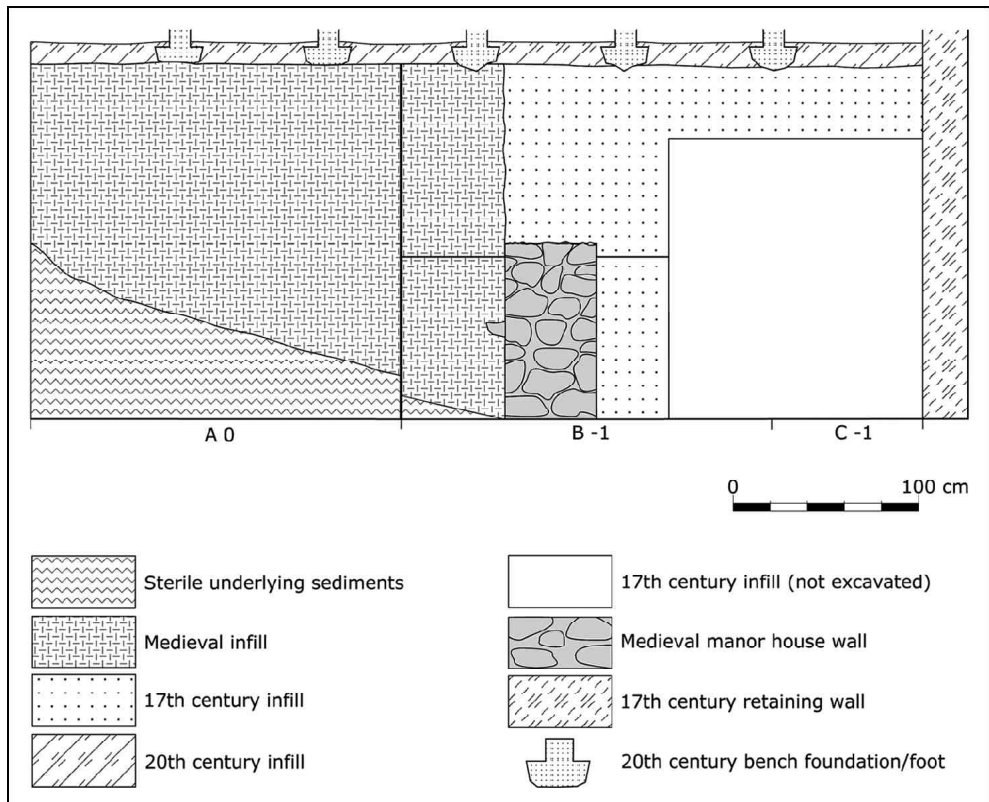 A 0
B -1
C -1
0
100 cm
Sterile underlying sediments
Medieval infill
17th century infill
20th century infill
17th century infill (not excavated)
Medieval manor house wall
17th century retaining wall
20th century bench foundation/foot